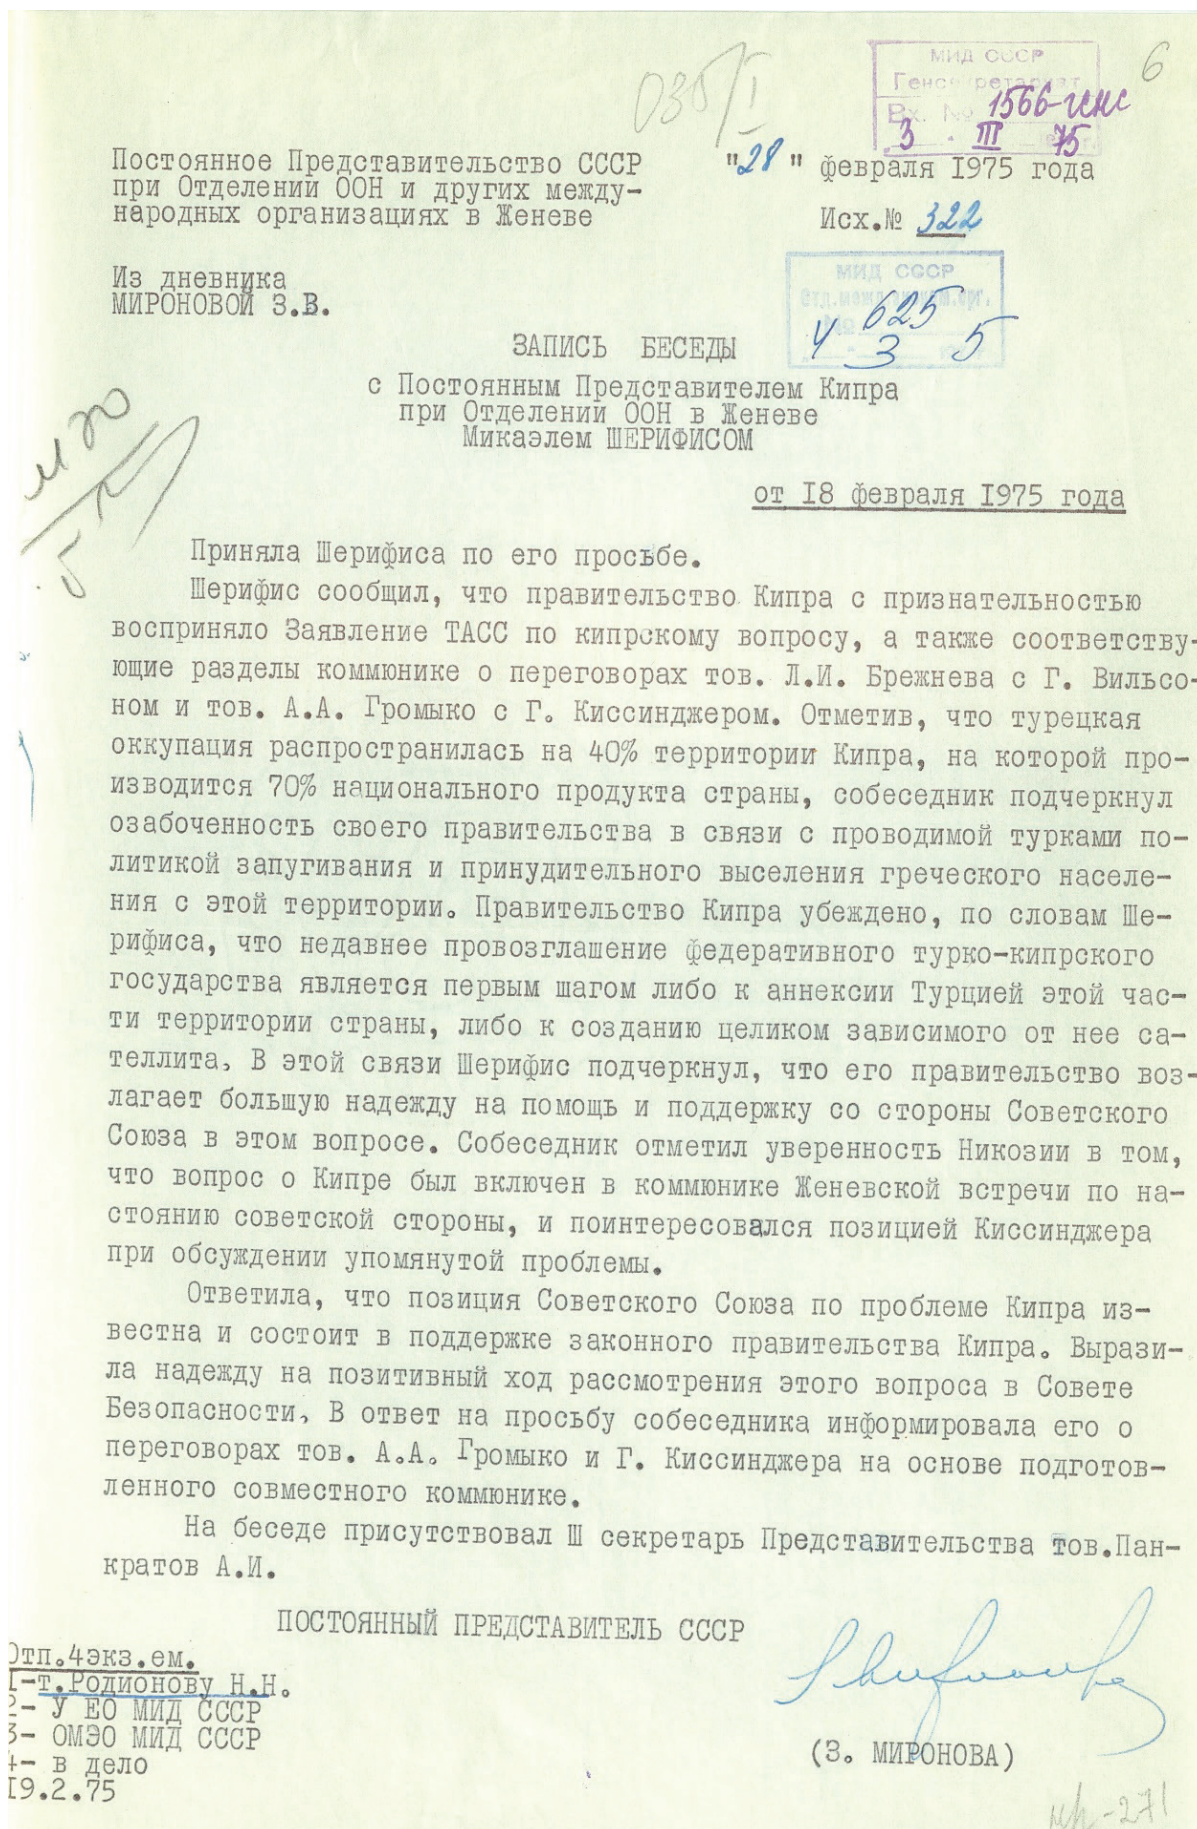 6
035/I
МИД СССР
Генсекретариат
Вх. № 1566-генс
3 · III 75
Постоянное Представительство СССР
при Отделении ООН и других между-
народных организациях в Женеве
"28" февраля I975 года
Исх.№ 322
МИД СССР
Отд.межд.эконом.орг.
№ 625
4 - 3 5
Из дневника
МИРОНОВОЙ З.В.
ЗАПИСЬ БЕСЕДЫ
с Постоянным Представителем Кипра
при Отделении ООН в Женеве
Микаэлем ШЕРИФИСОМ
от I8 февраля I975 года
Приняла Шерифиса по его просьбе.
Шерифис сообщил, что правительство Кипра с признательностью
восприняло Заявление ТАСС по кипрскому вопросу, а также соответству-
ющие разделы коммюнике о переговорах тов. Л.И. Брежнева с Г. Вильсо-
ном и тов. А.А. Громыко с Г. Киссинджером. Отметив, что турецкая
оккупация распространилась на 40% территории Кипра, на которой про-
изводится 70% национального продукта страны, собеседник подчеркнул
озабоченность своего правительства в связи с проводимой турками по-
литикой запугивания и принудительного выселения греческого населе-
ния с этой территории. Правительство Кипра убеждено, по словам Ше-
рифиса, что недавнее провозглашение федеративного турко-кипрского
государства является первым шагом либо к аннексии Турцией этой час-
ти территории страны, либо к созданию целиком зависимого от нее са-
теллита. В этой связи Шерифис подчеркнул, что его правительство воз-
лагает большую надежду на помощь и поддержку со стороны Советского
Союза в этом вопросе. Собеседник отметил уверенность Никозии в том,
что вопрос о Кипре был включен в коммюнике Женевской встречи по на-
стоянию советской стороны, и поинтересовался позицией Киссинджера
при обсуждении упомянутой проблемы.
Ответила, что позиция Советского Союза по проблеме Кипра из-
вестна и состоит в поддержке законного правительства Кипра. Вырази-
ла надежду на позитивный ход рассмотрения этого вопроса в Совете
Безопасности. В ответ на просьбу собеседника информировала его о
переговорах тов. А.А. Громыко и Г. Киссинджера на основе подготов-
ленного совместного коммюнике.
На беседе присутствовал Ш секретарь Представительства тов.Пан-
кратов А.И.
ПОСТОЯННЫЙ ПРЕДСТАВИТЕЛЬ СССР
(З. МИРОНОВА)
Отп.4экз.ем.
I-т.Родионову Н.Н.
2- У ЕО МИД СССР
3- ОМЭО МИД СССР
4- в дело
I9.2.75